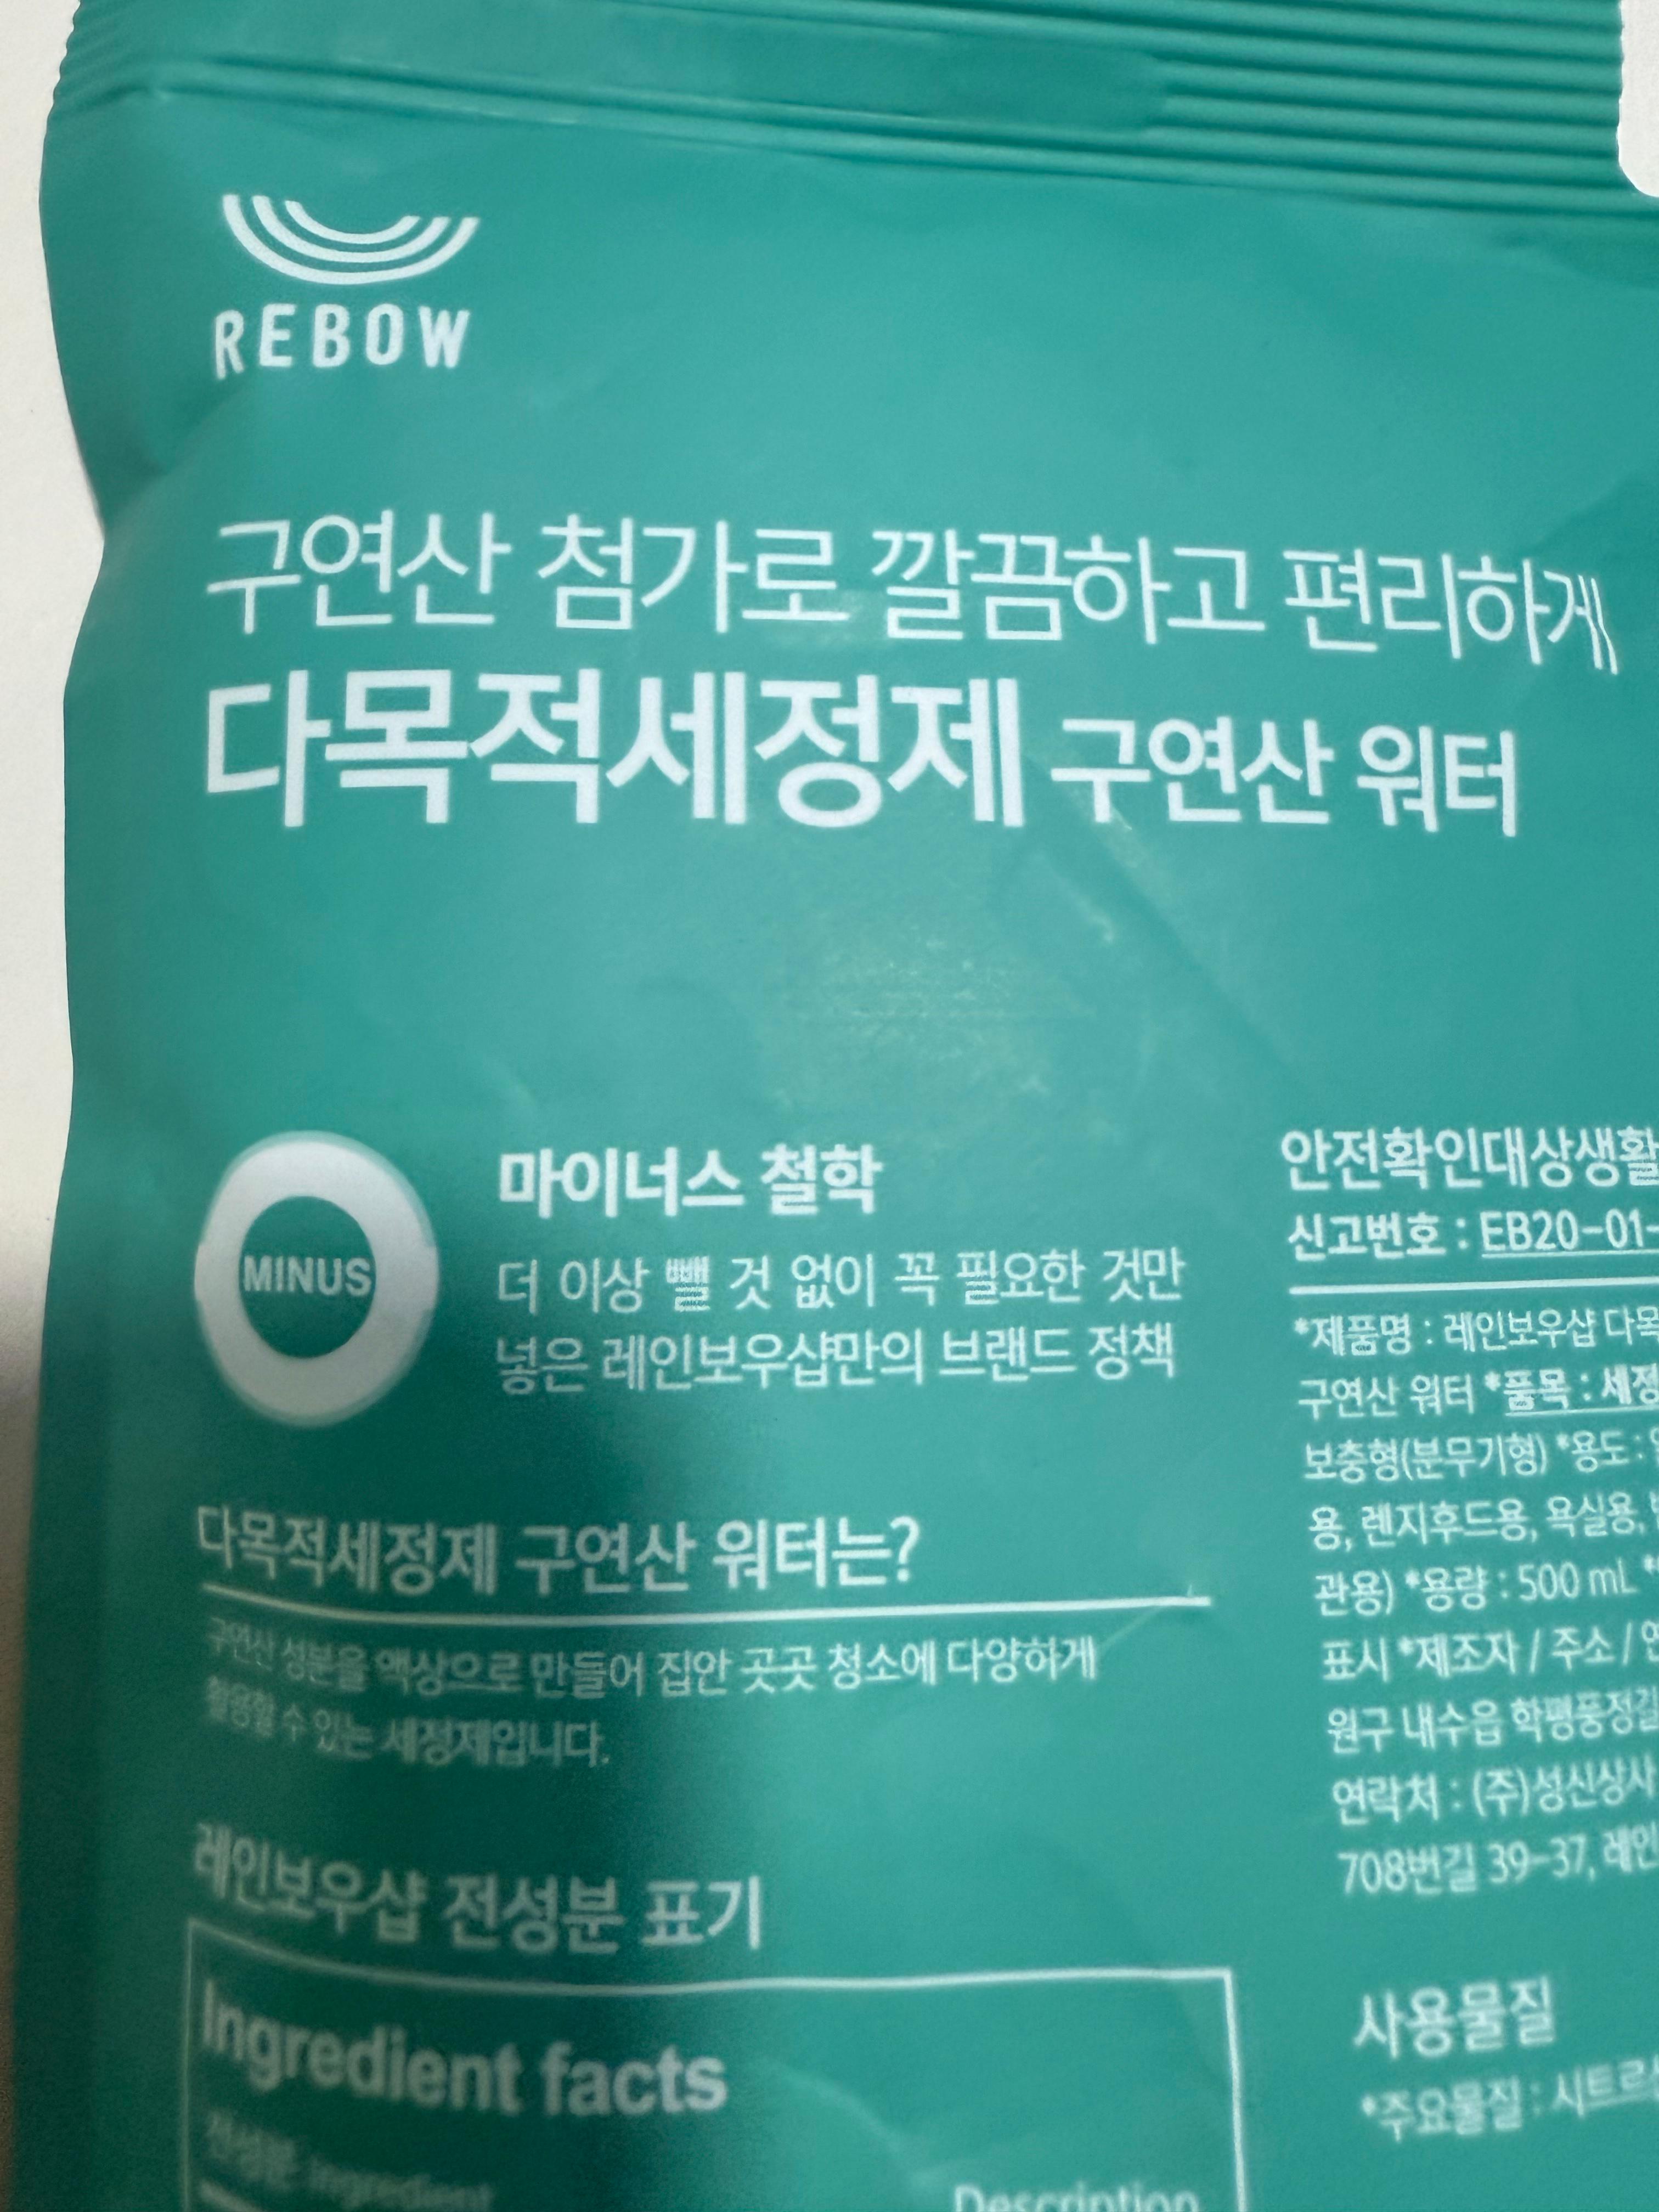 REBOW
구연산 첨가로 깔끔하고 편리하게
다목적세정제 구연산 워터
MINUS
마이너스 철학
더 이상 뺄 것 없이 꼭 필요한 것만
넣은 레인보우샵만의 브랜드 정책
다목적세정제 구연산 워터는?
구연산 성분을 액상으로 만들어 집안 곳곳 청소에 다양하게
활용할 수 있는 세정제입니다.
레인보우샵 전성분 표기
Ingredient facts
전성분 Ingredient
Description
안전확인대상생활
신고번호 : EB20-01-
*제품명 : 레인보우샵 다목
구연산 워터 *품목 : 세정
보충형(분무기형) *용도 :
용, 렌지후드용, 욕실용,
관용) *용량 : 500 mL
표시 *제조자 / 주소 /
원구 내수읍 학평풍정길
연락처 : (주)성신상사
708번길 39-37, 레인
사용물질
*주요물질 : 시트르